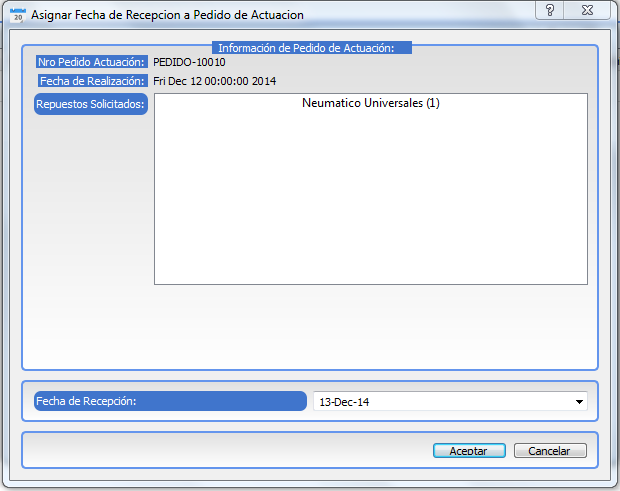 Asignar Fecha de Recepcion a Pedido de Actuacion
Información de Pedido de Actuación:
Nro Pedido Actuación: PEDIDO-10010
Fecha de Realización: Fri Dec 12 00:00:00 2014
Repuestos Solicitados: Neumatico Universales (1)
Fecha de Recepción: 13-Dec-14
Aceptar Cancelar